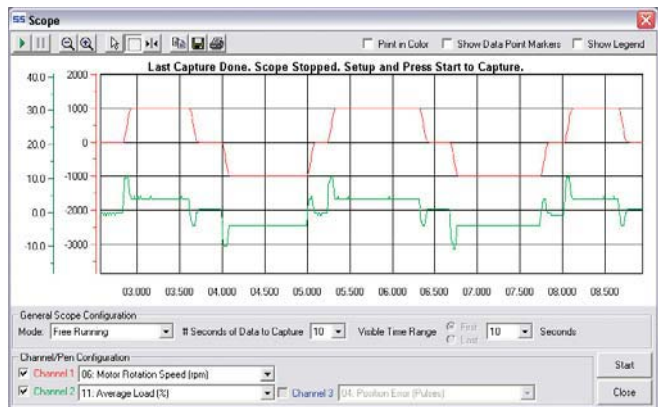 SS Scope
Print in Color Show Data Point Markers Show Legend
Last Capture Done. Scope Stopped. Setup and Press Start to Capture.
40.0 2000
30.0 1000
20.0 0
10.0 -1000
0.0 -2000
-10.0 -3000
03.000 03.500 04.000 04.500 05.000 05.500 06.000 06.500 07.000 07.500 08.000 08.500
General Scope Configuration
Mode: Free Running # Seconds of Data to Capture 10 Visible Time Range First 10 Seconds
Last
Channel/Pen Configuration
Channel 1 06: Motor Rotation Speed (rpm) Start
Channel 2 11: Average Load (%) Channel 3 04: Position Error (Pulses) Close